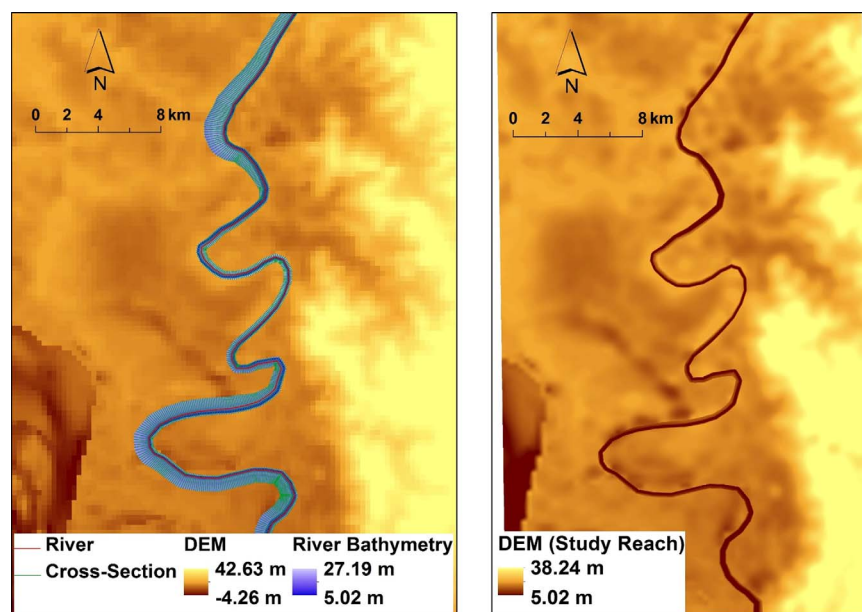 N
0 2 4 8 km
River
Cross-Section
DEM
42.63 m
-4.26 m
River Bathymetry
27.19 m
5.02 m
N
0 2 4 8 km
DEM (Study Reach)
38.24 m
5.02 m